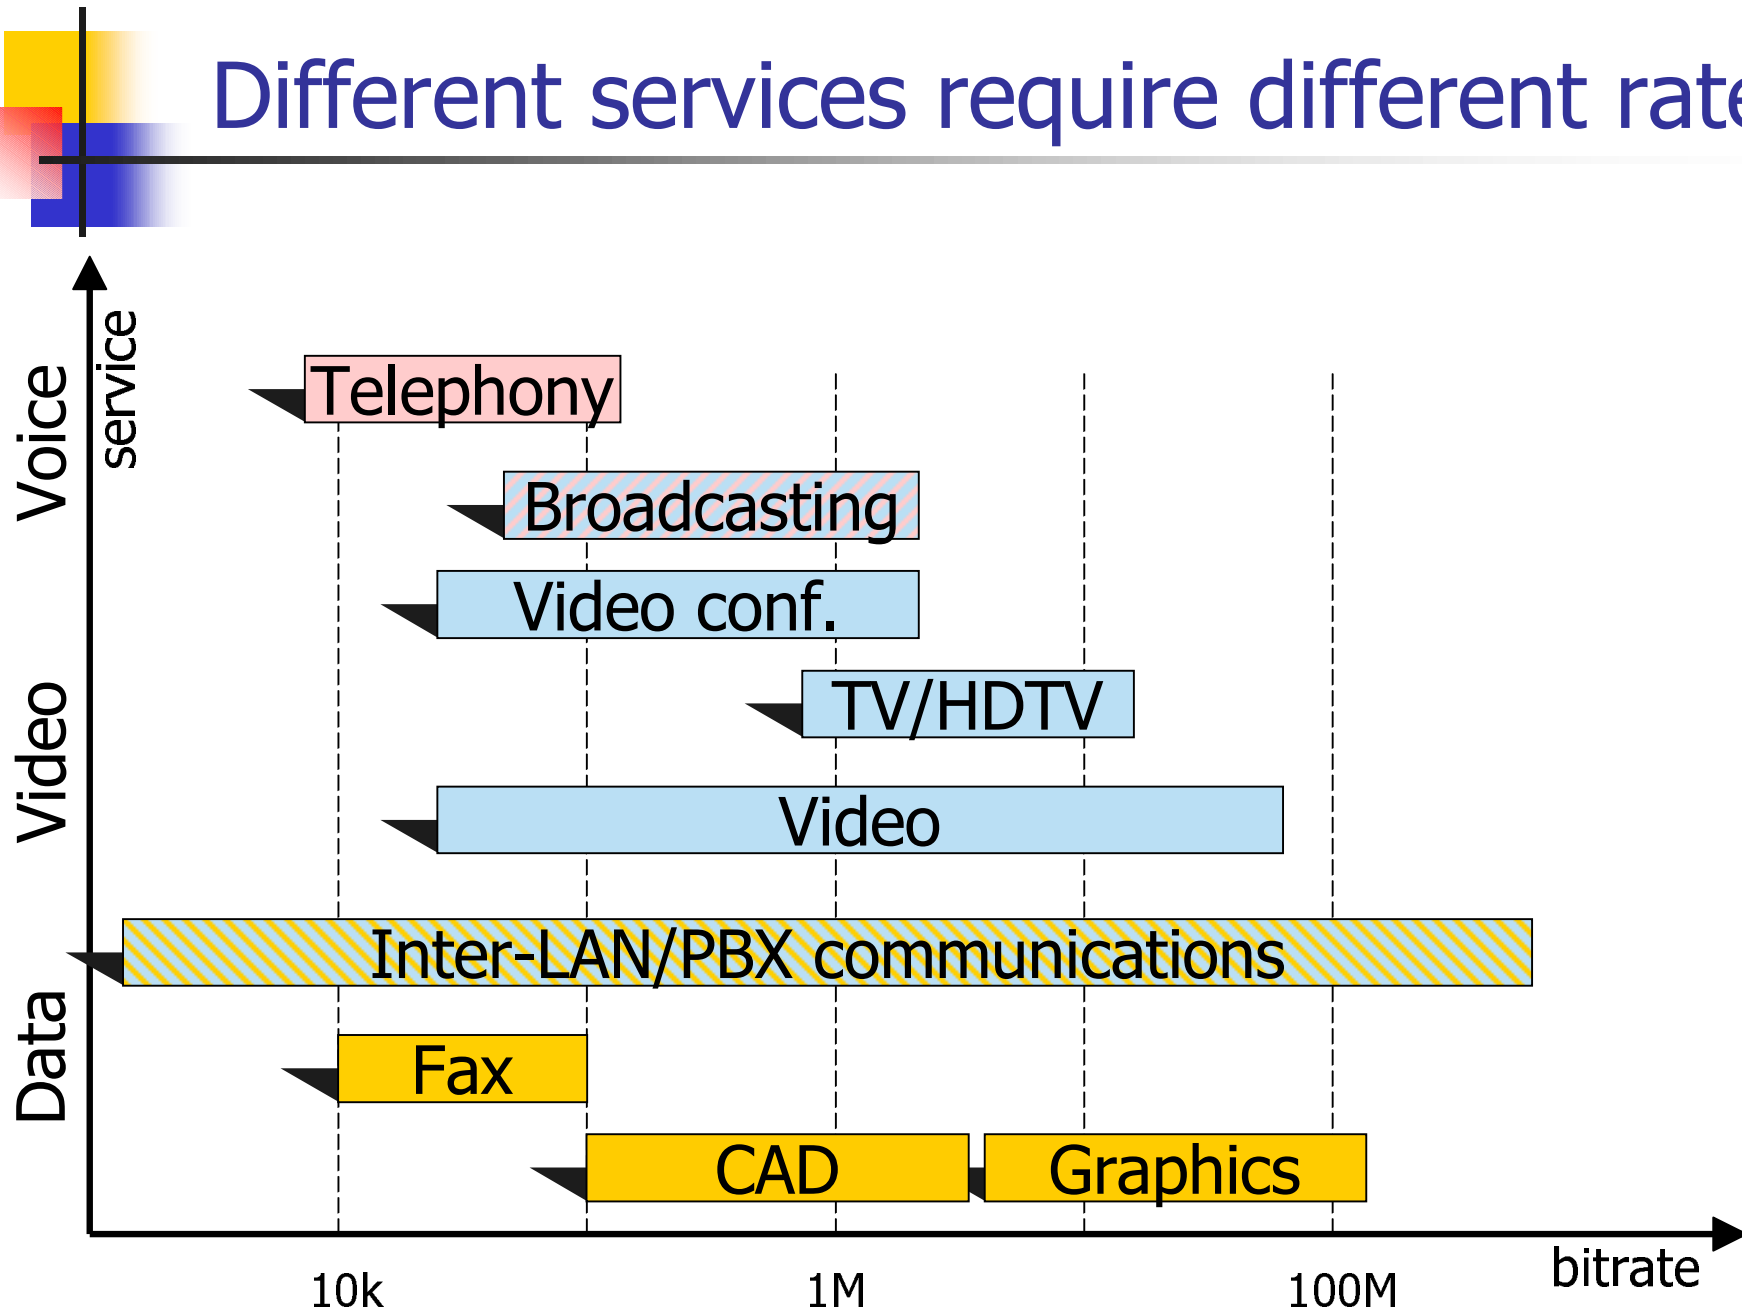 Different services require different rate
service
Voice
Telephony
Broadcasting
Video conf.
TV/HDTV
Video
Video
Inter-LAN/PBX communications
Data
Fax
CAD
Graphics
bitrate
10k
1M
100M